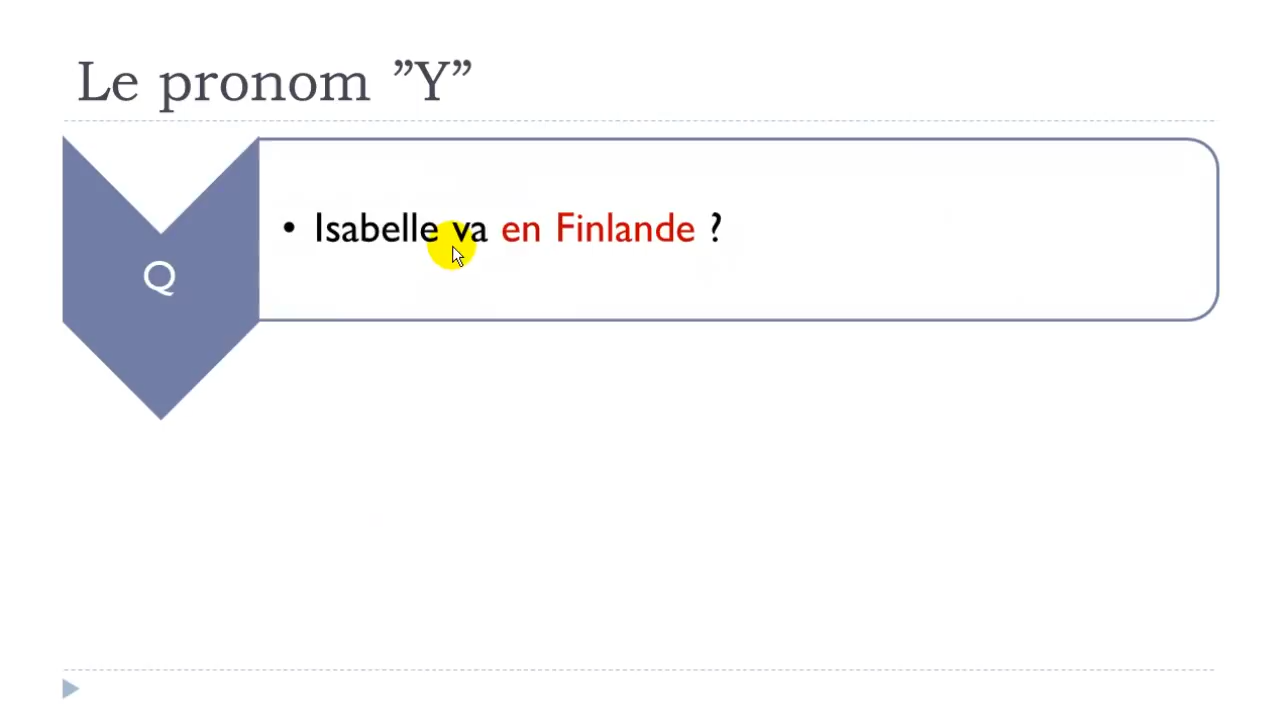 Le pronom ”Y”
Q
• Isabelle va en Finlande ?